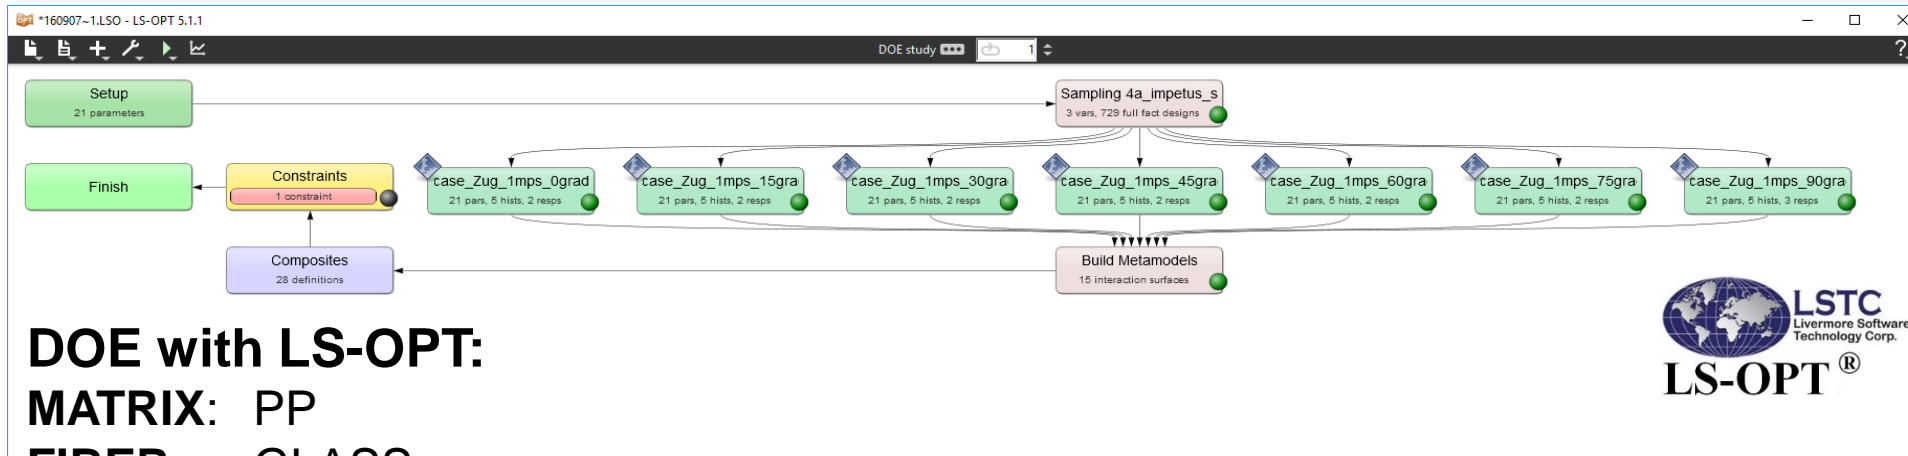 *160907~1.LSO - LS-OPT 5.1.1
DOE study 1
?
Setup
21 parameters
Sampling 4a_impetus_s
3 vars, 729 full fact designs
Finish
Constraints
1 constraint
case_Zug_1mps_0grad
21 pars, 5 hists, 2 resps
case_Zug_1mps_15gra
21 pars, 5 hists, 2 resps
case_Zug_1mps_30gra
21 pars, 5 hists, 2 resps
case_Zug_1mps_45gra
21 pars, 5 hists, 2 resps
case_Zug_1mps_60gra
21 pars, 5 hists, 2 resps
case_Zug_1mps_75gra
21 pars, 5 hists, 2 resps
case_Zug_1mps_90gra
21 pars, 5 hists, 3 resps
Composites
28 definitions
Build Metamodels
15 interaction surfaces
LSTC
Livermore Software
Technology Corp.
LS-OPT ®
DOE with LS-OPT:
MATRIX: PP
FIBER GLASS